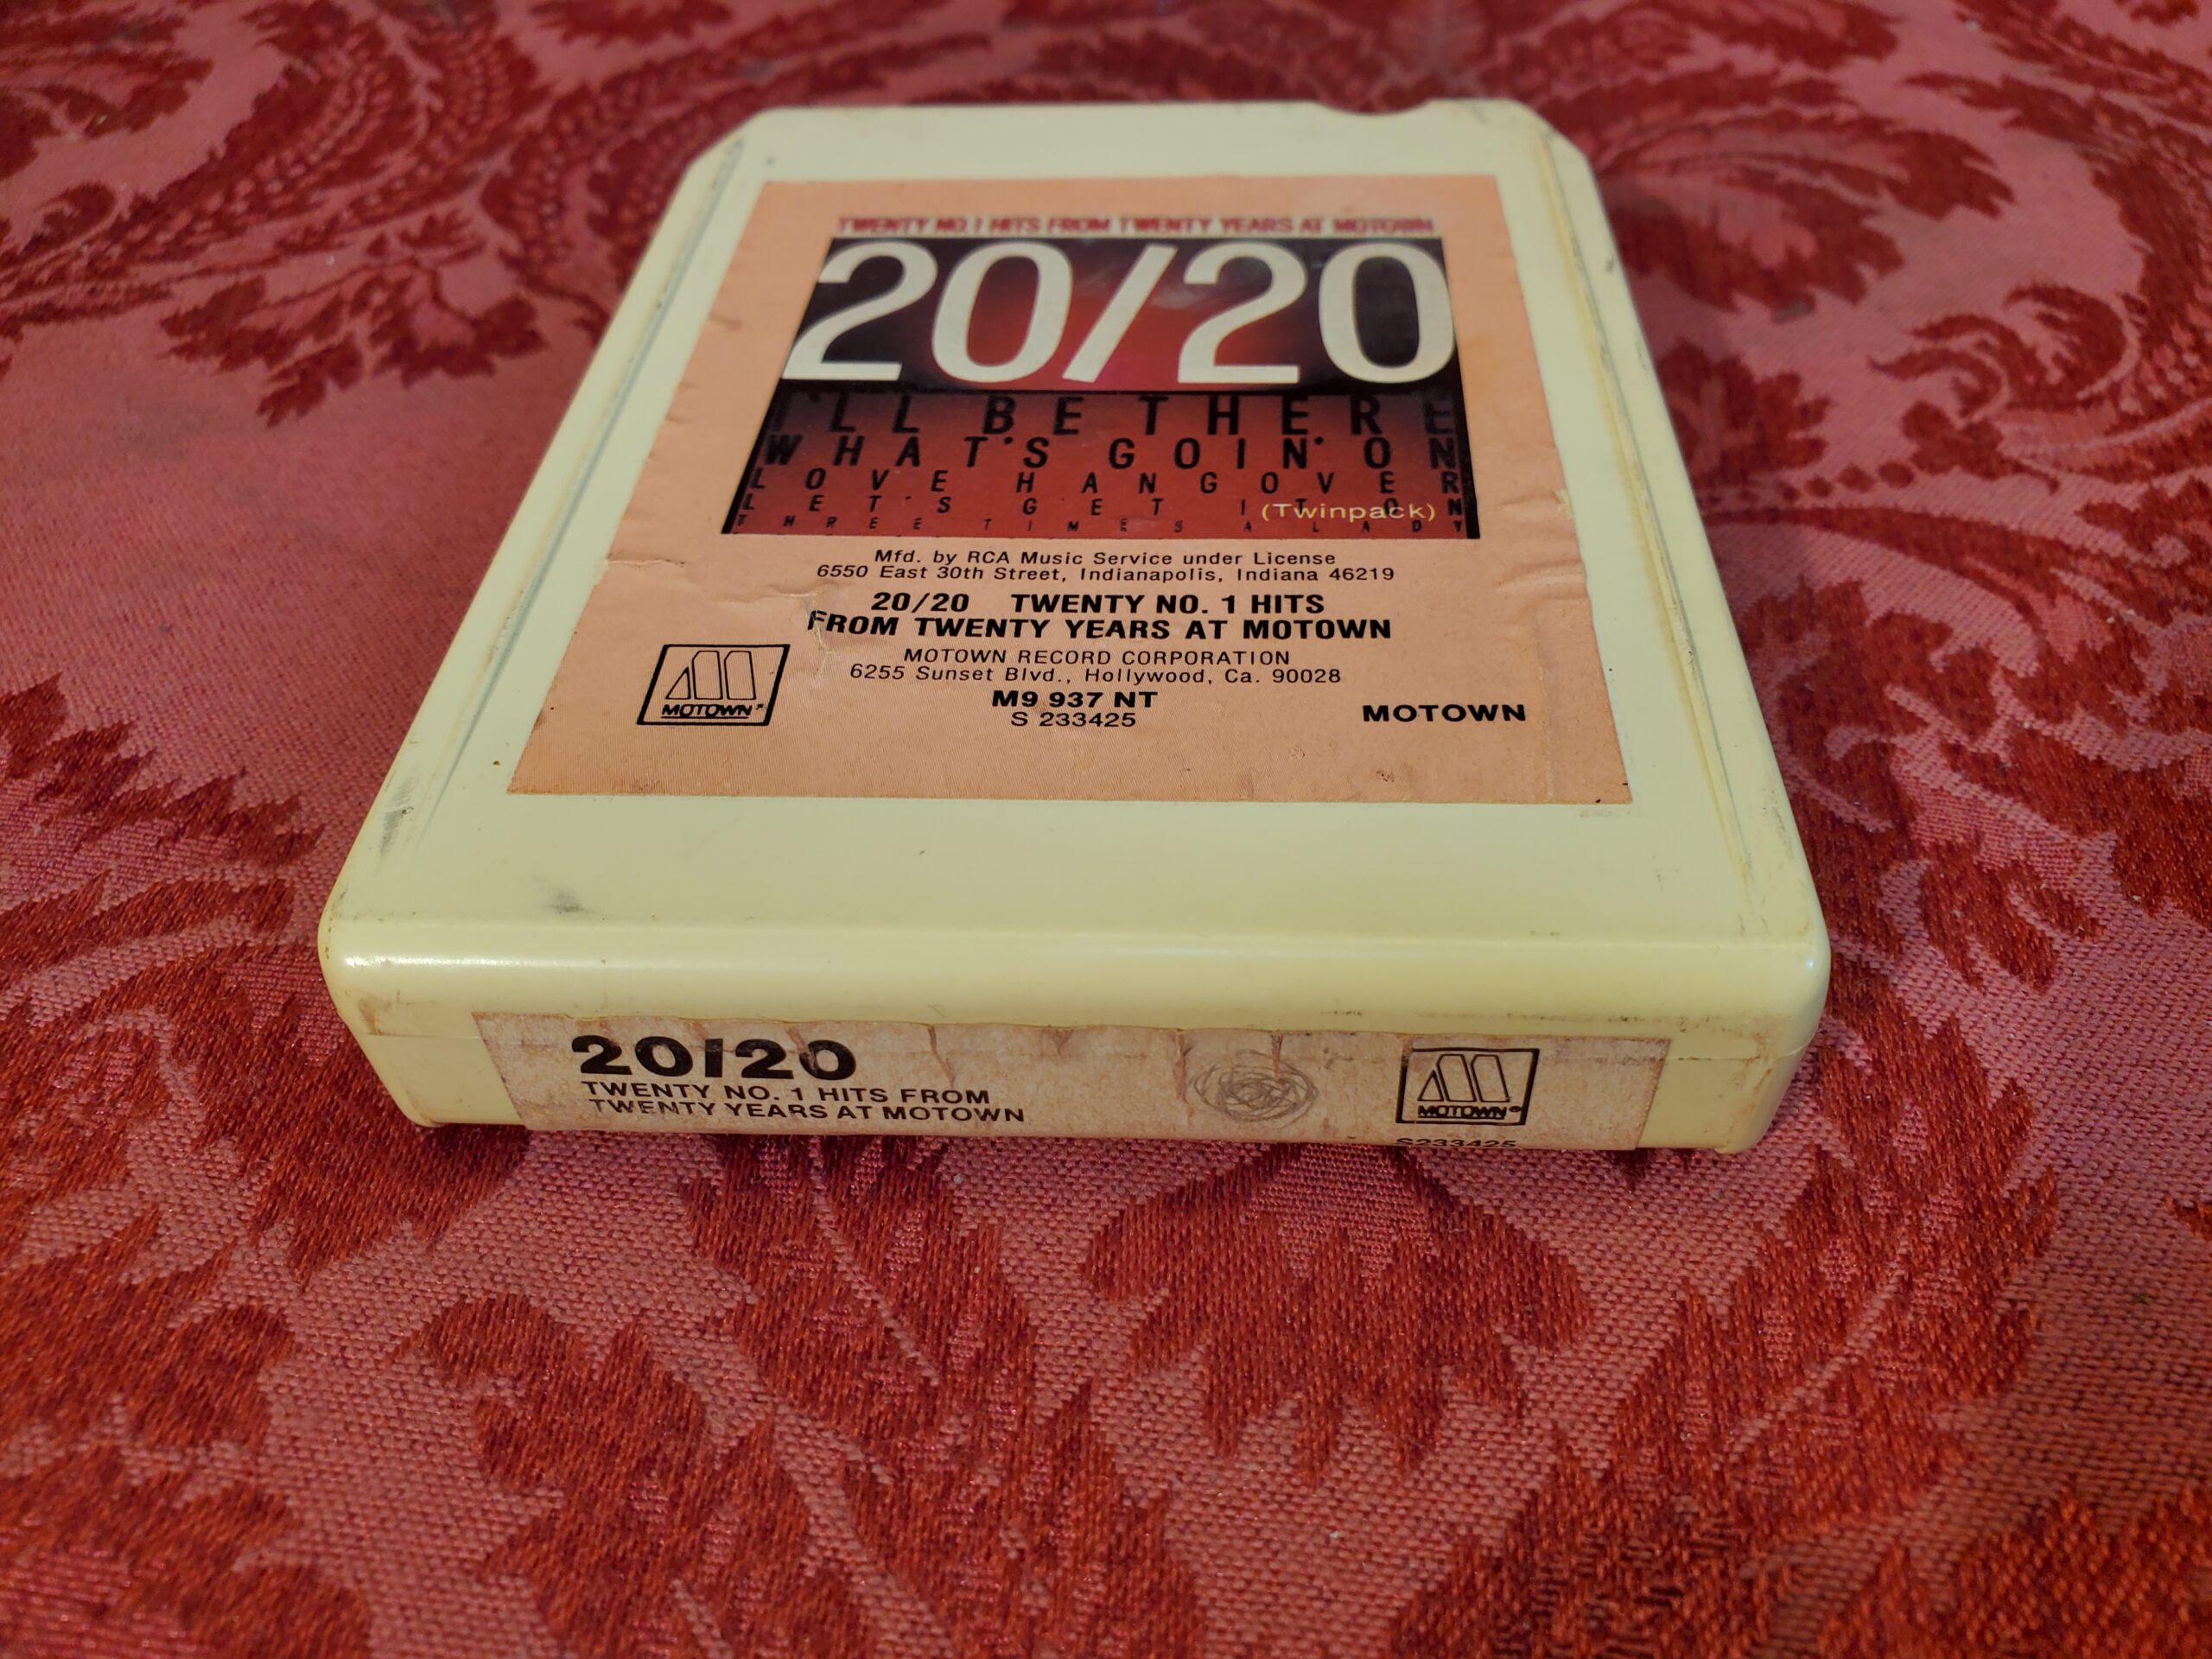 TWENTY NO. 1 HITS FROM TWENTY YEARS AT MOTOWN
20/20
I'LL BE THERE
WHAT'S GOIN' ON
LOVE HANGOVER
LET'S GET IT ON
(Twinpack)
THREE TIMES A LADY
Mfd. by RCA Music Service under License
6550 East 30th Street, Indianapolis, Indiana 46219
20/20 TWENTY NO. 1 HITS
FROM TWENTY YEARS AT MOTOWN
MOTOWN RECORD CORPORATION
6255 Sunset Blvd., Hollywood, Ca. 90028
M9 937 NT
S 233425
MOTOWN®
MOTOWN
20/20
TWENTY NO. 1 HITS FROM
TWENTY YEARS AT MOTOWN
MOTOWN®
S233425